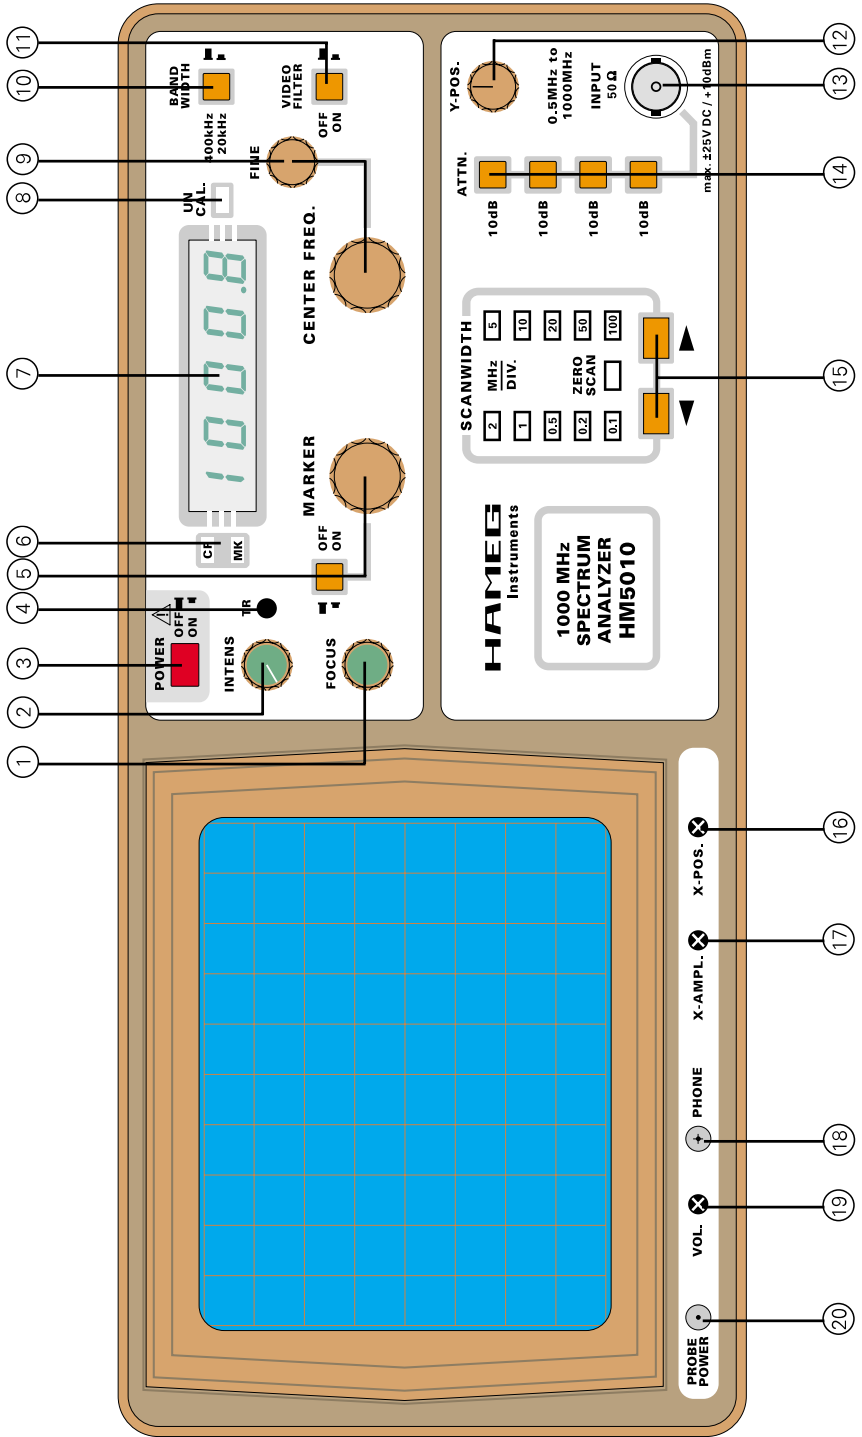 11
10
9
8
7
6
5
4
3
2
1
POWER
OFF
ON
INTENS
TR
FOCUS
CF
MK
1000.8
UN
CAL.
BAND
WIDTH
400kHz
20kHz
VIDEO
FILTER
OFF
ON
FINE
CENTER FREQ.
MARKER
OFF
ON
HAMEG
Instruments
1000 MHz
SPECTRUM
ANALYZER
HM5010
SCANWIDTH
2
MHz
DIV.
5
1
10
0.5
20
0.2
ZERO
SCAN
50
0.1
100
ATTN.
10dB
10dB
10dB
10dB
Y-POS.
0.5MHz to
1000MHz
INPUT
50Ω
max. ±25V DC / +10dBm
PROBE
POWER
VOL.
PHONE
X-AMPL.
X-POS.
20
19
18
17
16
15
14
13
12